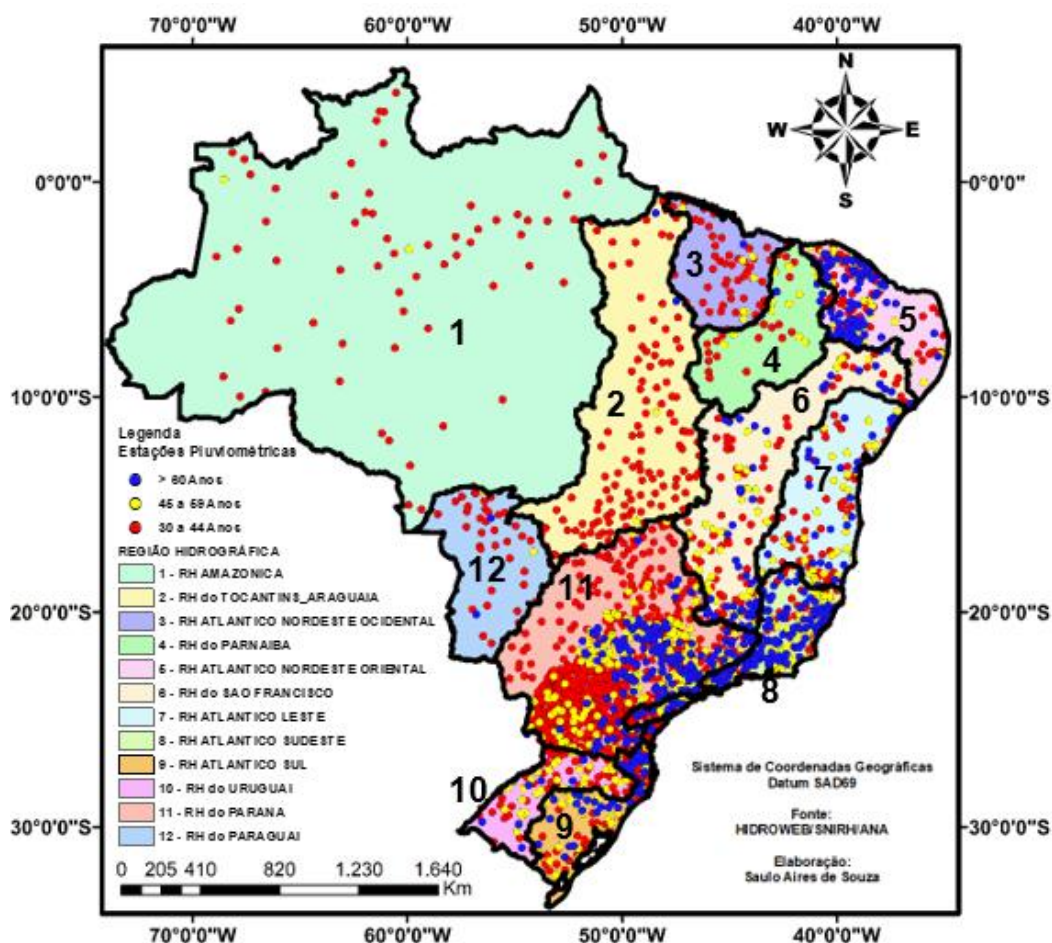 70°0'0"W 60°0'0"W 50°0'0"W 40°0'0"W
N
W E
S
0°0'0" 0°0'0"
10°0'0"S 10°0'0"S
20°0'0"S 20°0'0"S
30°0'0"S 30°0'0"S
1
2
3
4
5
6
7
8
9
10
11
12
Legenda
Estações Pluviométricas
> 60 Anos
45 a 59 Anos
30 a 44 Anos
REGIÃO HIDROGRÁFICA
1 - RH AMAZONICA
2 - RH do TOCANTINS_ARAGUAIA
3 - RH ATLANTICO NORDESTE OCIDENTAL
4 - RH do PARNAIBA
5 - RH ATLANTICO NORDESTE ORIENTAL
6 - RH do SAO FRANCISCO
7 - RH ATLANTICO LESTE
8 - RH ATLANTICO SUDESTE
9 - RH ATLANTICO SUL
10 - RH do URUGUAI
11 - RH do PARANA
12 - RH do PARAGUAI
0 205 410 820 1.230 1.640
Km
Sistema de Coordenadas Geográficas
Datum SAD69
Fonte:
HIDROWEB/SNIRH/ANA
Elaboração:
Saulo Aires de Souza
70°0'0"W 60°0'0"W 50°0'0"W 40°0'0"W